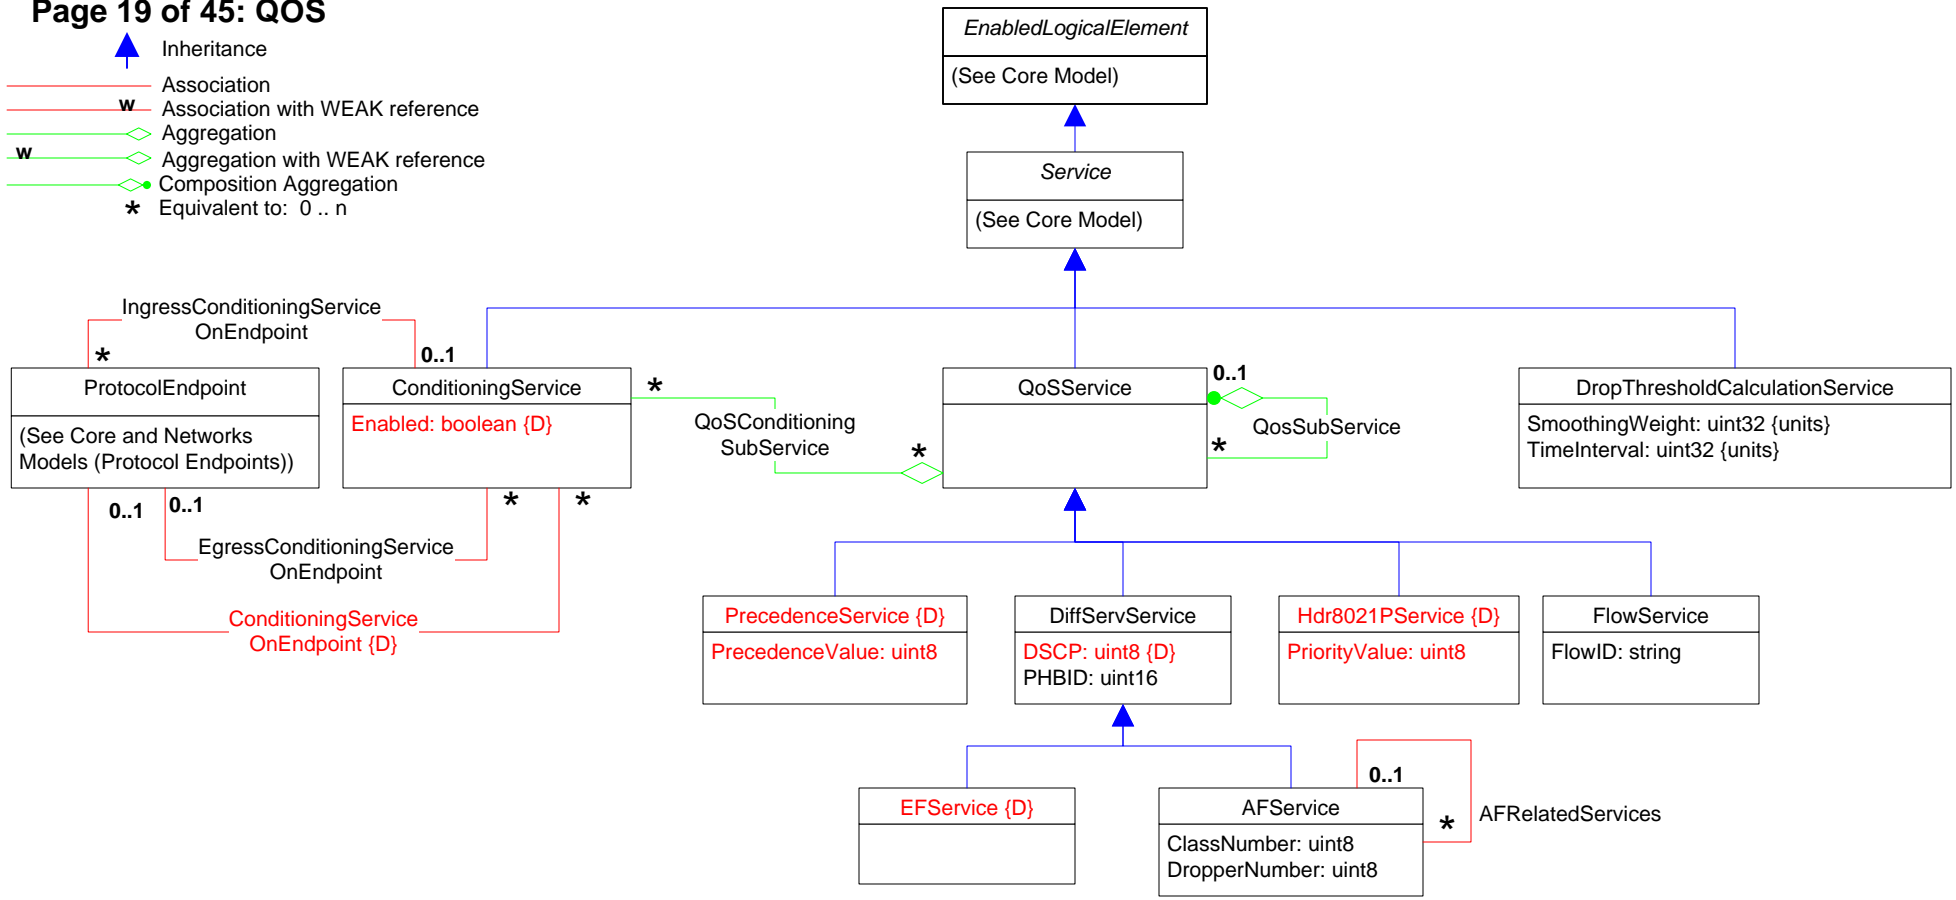 Page 19 of 45: QOS
Inheritance
Association
w
Association with WEAK reference
Aggregation
w
Aggregation with WEAK reference
Composition Aggregation
* Equivalent to: 0 .. n
EnabledLogicalElement
(See Core Model)
Service
(See Core Model)
IngressConditioningService
OnEndpoint
*
0..1
ProtocolEndpoint
(See Core and Networks
Models (Protocol Endpoints))
ConditioningService
Enabled: boolean {D}
*
QoSConditioning
SubService
*
QoSService
0..1
QosSubService
*
DropThresholdCalculationService
SmoothingWeight: uint32 {units}
TimeInterval: uint32 {units}
0..1
0..1
*
*
EgressConditioningService
OnEndpoint
ConditioningService
OnEndpoint {D}
PrecedenceService {D}
PrecedenceValue: uint8
DiffServService
DSCP: uint8 {D}
PHBID: uint16
Hdr8021PService {D}
PriorityValue: uint8
FlowService
FlowID: string
EFService {D}
AFService
ClassNumber: uint8
DropperNumber: uint8
0..1
*
AFRelatedServices